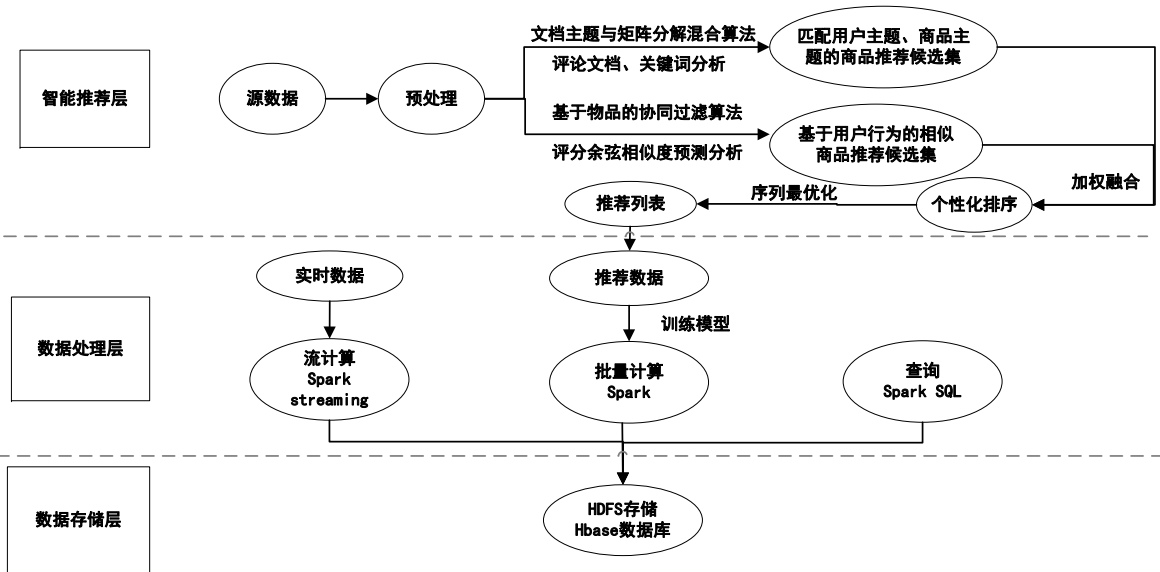 文档主题与矩阵分解混合算法
评论文档、关键词分析
匹配用户主题、商品主
题的商品推荐候选集
智能推荐层
源数据
预处理
基于物品的协同过滤算法
评分余弦相似度预测分析
基于用户行为的相似
商品推荐候选集
加权融合
个性化排序
序列最优化
推荐列表
实时数据
推荐数据
训练模型
数据处理层
流计算
Spark
streaming
批量计算
Spark
查询
Spark SQL
数据存储层
HDFS存储
Hbase数据库